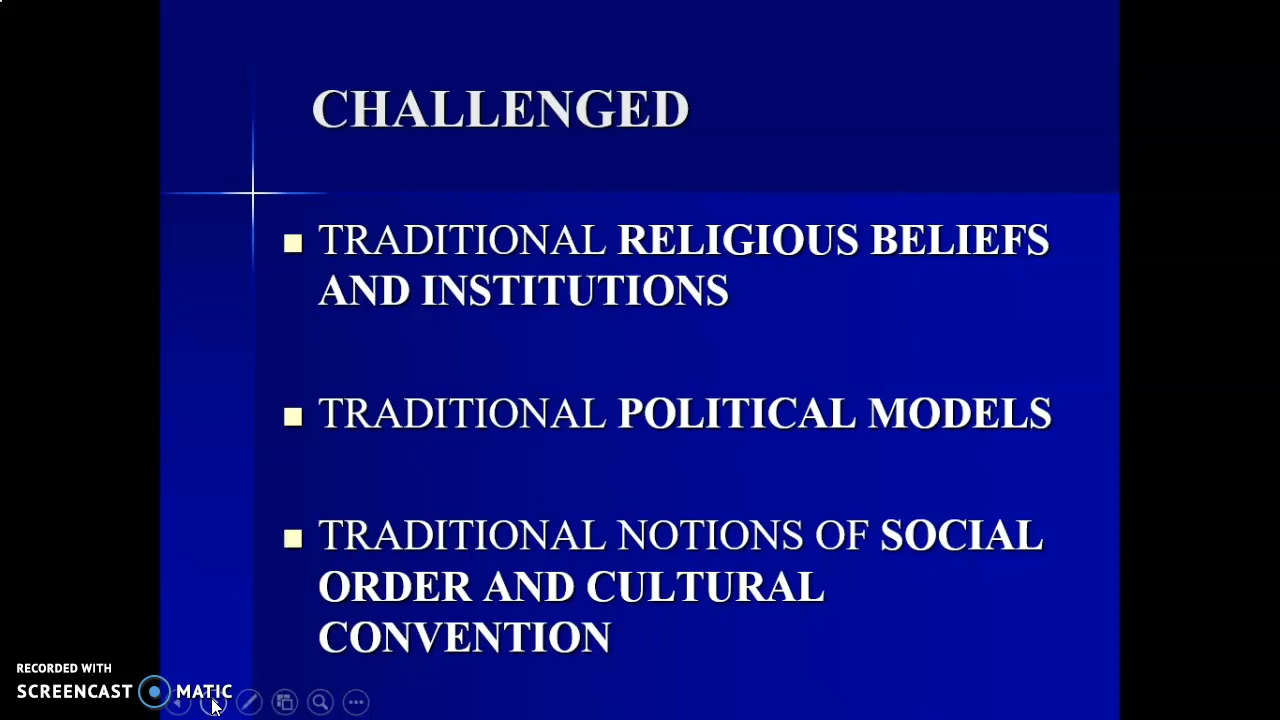 CHALLENGED
TRADITIONAL RELIGIOUS BELIEFS
AND INSTITUTIONS
TRADITIONAL POLITICAL MODELS
TRADITIONAL NOTIONS OF SOCIAL
ORDER AND CULTURAL
CONVENTION
RECORDED WITH
SCREENCAST MATIC